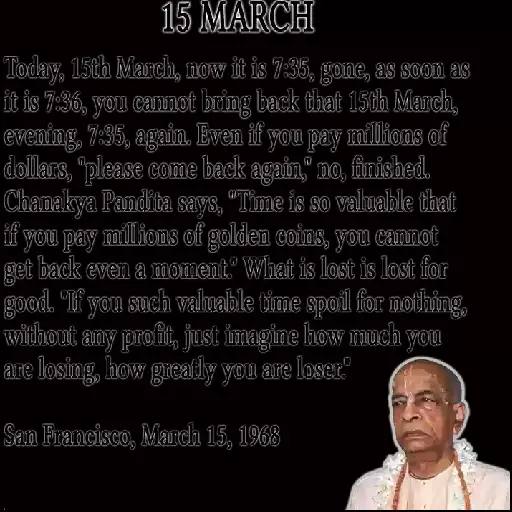 15 MARCH
Today, 15th March, now it is 7:35, gone, as soon as
it is 7:36, you cannot bring back that 15th March,
evening, 7:35, again. Even if you pay millions of
dollars, "please come back again," no, finished.
Chanakya Pandita says, "Time is so valuable that
if you pay millions of golden coins, you cannot
get back even a moment." What is lost is lost for
good. "If you such valuable time spoil for nothing,
without any profit, just imagine how much you
are losing, how greatly you are loser."
San Francisco, March 15, 1968